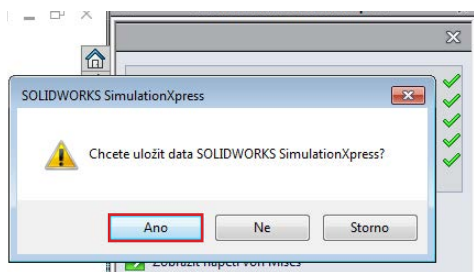 SOLIDWORKS SimulationXpress
Chcete uložit data SOLIDWORKS SimulationXpress?
Ano
Ne
Storno
Zobrazit napětí von Mises